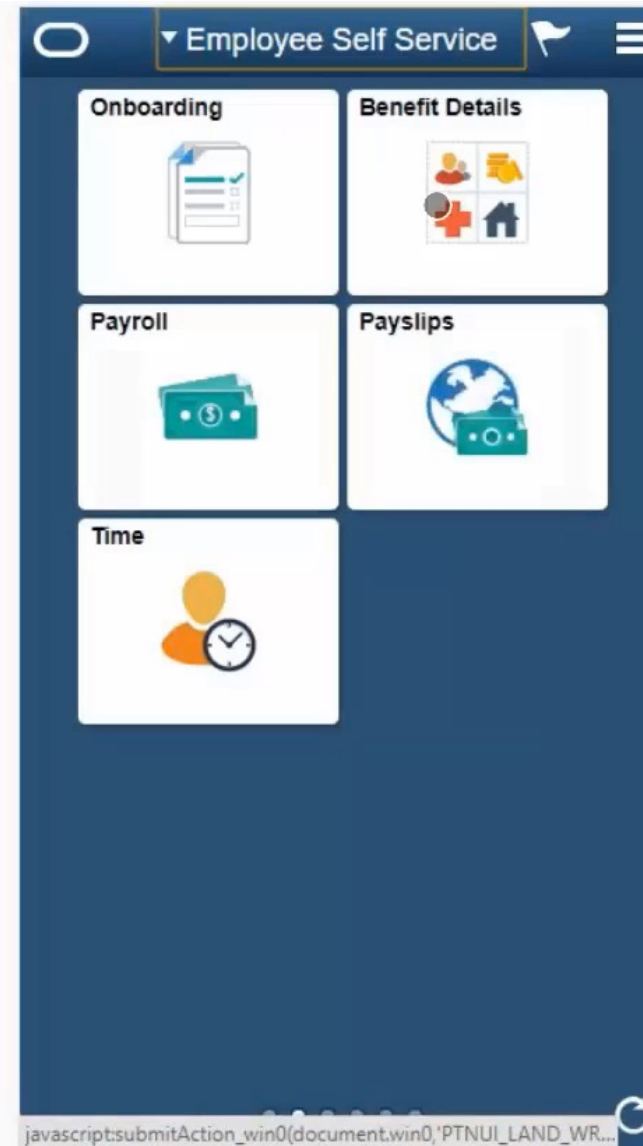 Employee Self Service
Onboarding
Benefit Details
Payroll
Payslips
Time
javascript:submitAction_win0(document.win0,'PTNUI_LAND_WR...